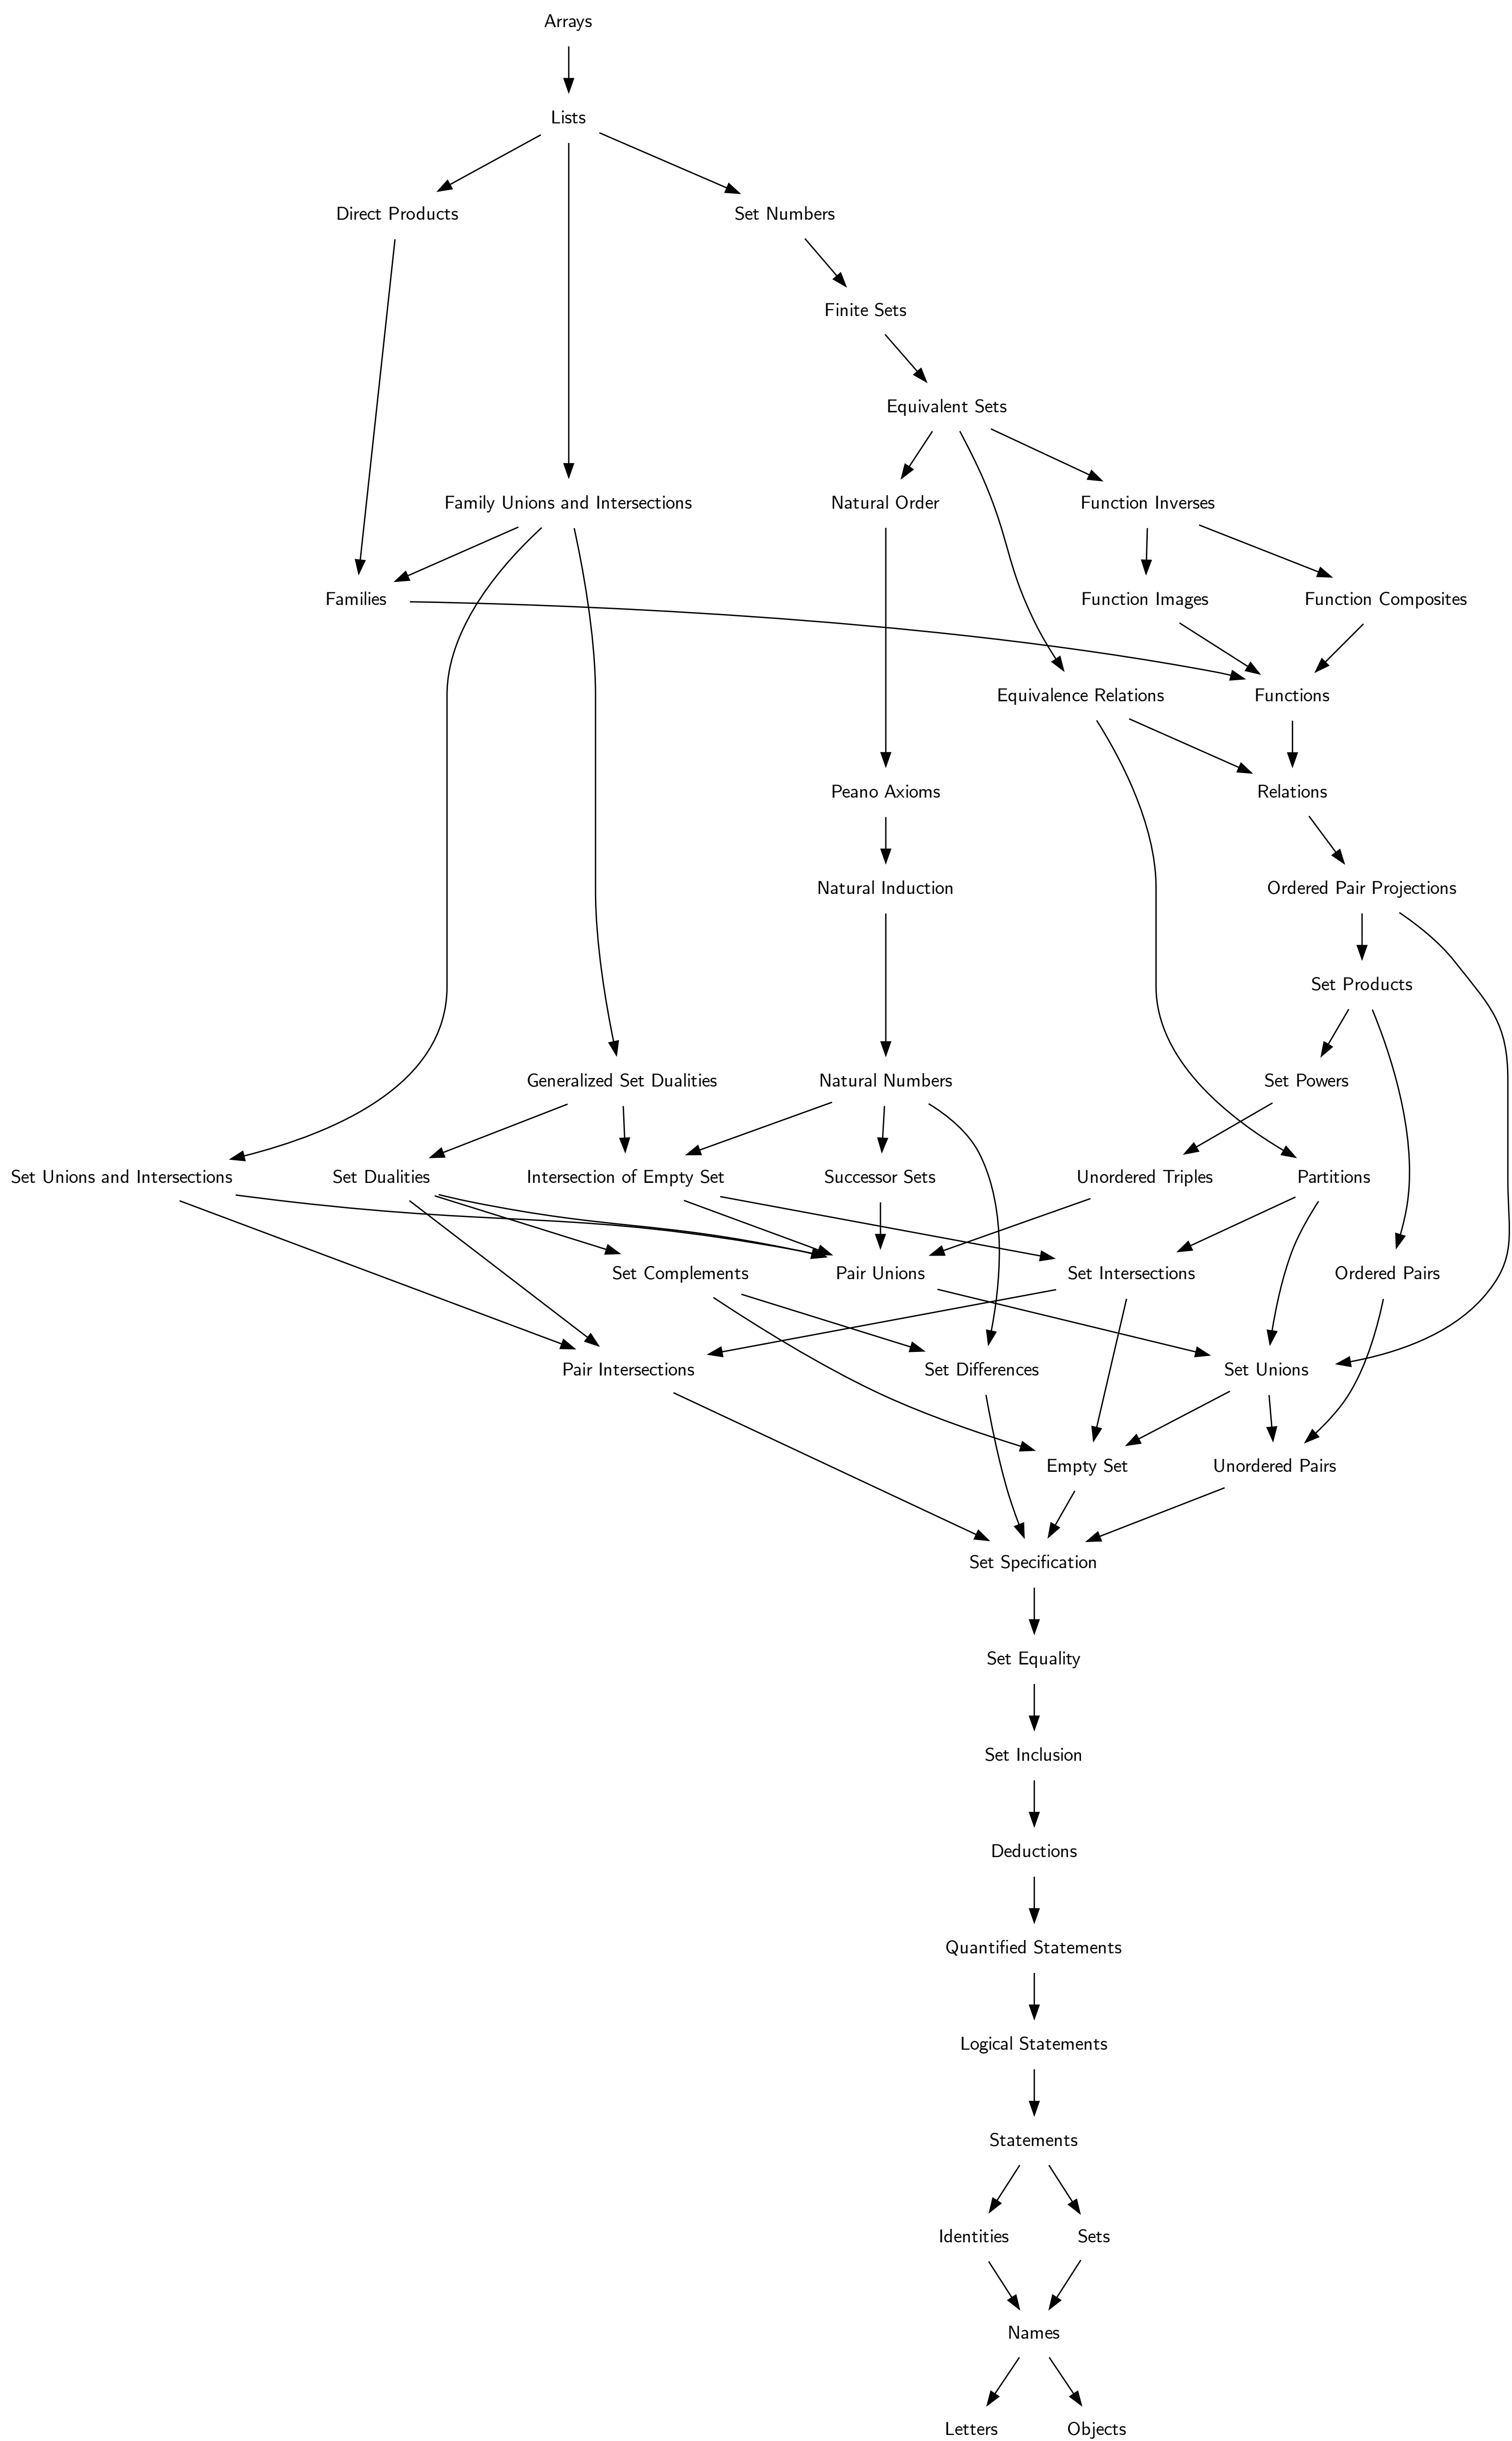 Arrays
Lists
Direct Products
Set Numbers
Finite Sets
Equivalent Sets
Family Unions and Intersections
Natural Order
Function Inverses
Families
Function Images
Function Composites
Equivalence Relations
Functions
Peano Axioms
Relations
Natural Induction
Ordered Pair Projections
Set Products
Generalized Set Dualities
Natural Numbers
Set Powers
Set Unions and Intersections
Set Dualities
Intersection of Empty Set
Successor Sets
Unordered Triples
Partitions
Set Complements
Pair Unions
Set Intersections
Ordered Pairs
Pair Intersections
Set Differences
Set Unions
Empty Set
Unordered Pairs
Set Specification
Set Equality
Set Inclusion
Deductions
Quantified Statements
Logical Statements
Statements
Identities
Sets
Names
Letters
Objects